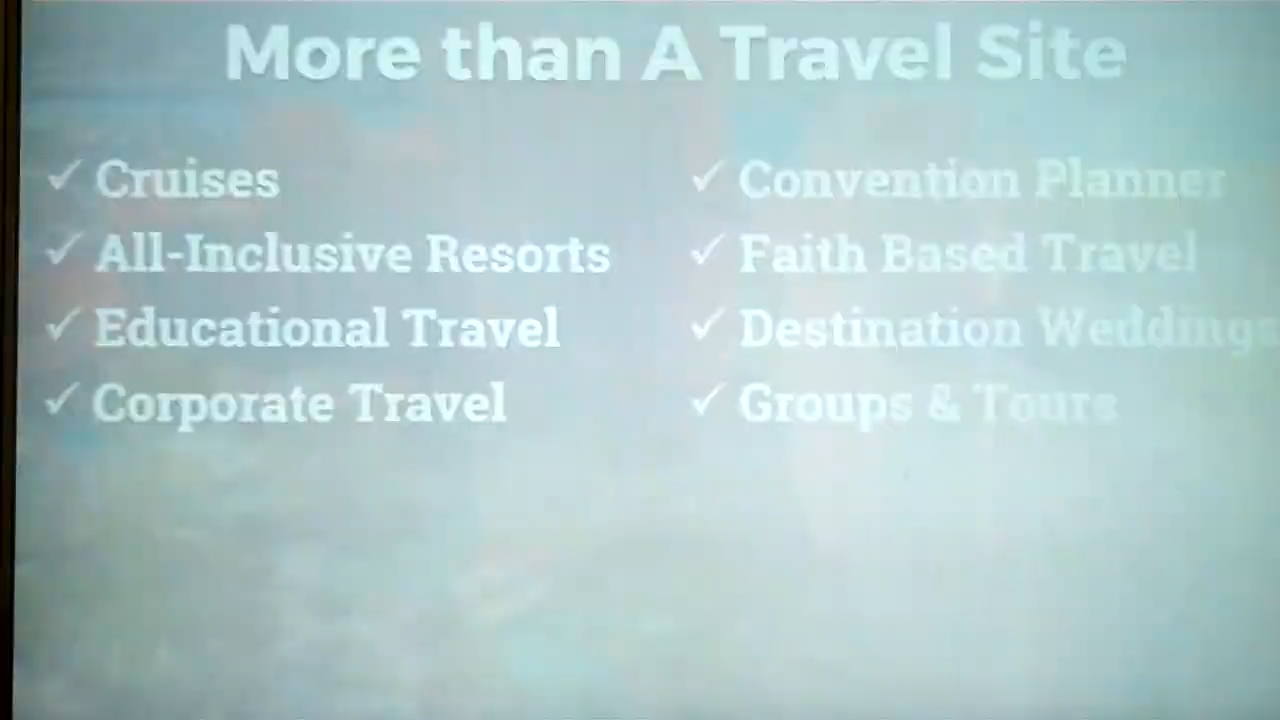 More than A Travel Site
✓ Cruises
✓ All-Inclusive Resorts
✓ Educational Travel
✓ Corporate Travel
✓ Convention Planner
✓ Faith Based Travel
✓ Destination Weddings
✓ Groups & Tours